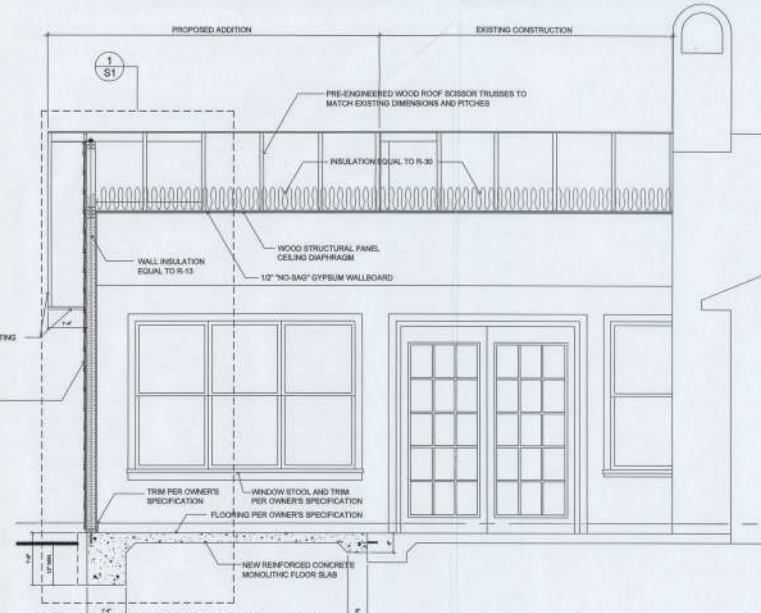 PROPOSED ADDITION
EXISTING CONSTRUCTION
1
S1
PRE-ENGINEERED WOOD ROOF SCISSOR TRUSSES TO
MATCH EXISTING DIMENSIONS AND PITCHES
INSULATION EQUAL TO R-30
WOOD STRUCTURAL PANEL
CEILING DIAPHRAGM
WALL INSULATION
EQUAL TO R-13
1/2" "NO-SAG" GYPSUM WALLBOARD
TING
TRIM PER OWNER'S
SPECIFICATION
WINDOW STOOL AND TRIM
PER OWNER'S SPECIFICATION
FLOORING PER OWNER'S SPECIFICATION
NEW REINFORCED CONCRETE
MONOLITHIC FLOOR SLAB